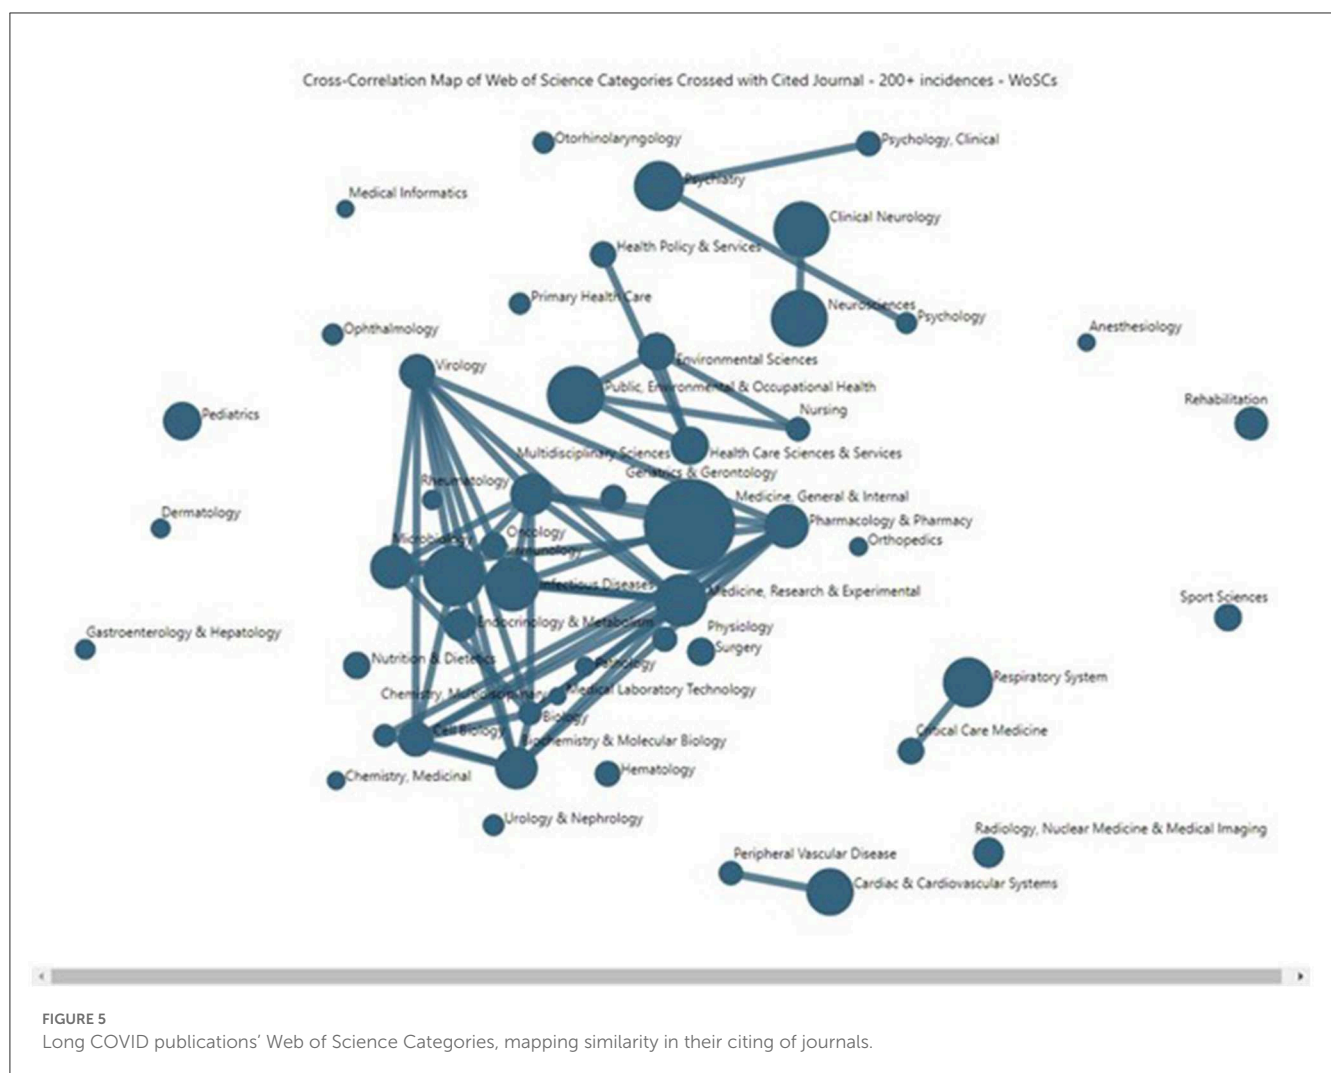 Cross-Correlation Map of Web of Science Categories Crossed with Cited Journal - 200+ incidences - WoSCs
Otorhinolaryngology
Psychology, Clinical
Psychiatry
Medical Informatics
Clinical Neurology
Health Policy & Services
Primary Health Care
Neurosciences
Psychology
Ophthalmology
Anesthesiology
Virology
Environmental Sciences
Public, Environmental & Occupational Health
Rehabilitation
Pediatrics
Nursing
Multidisciplinary Sciences
Health Care Sciences & Services
Geriatrics & Gerontology
Rheumatology
Medicine, General & Internal
Dermatology
Pharmacology & Pharmacy
Oncology
Microbiology
Orthopedics
Immunology
Infectious Diseases
Medicine, Research & Experimental
Sport Sciences
Endocrinology & Metabolism
Physiology
Gastroenterology & Hepatology
Surgery
Nutrition & Dietetics
Pathology
Respiratory System
Chemistry, Multidisciplinary
Medical Laboratory Technology
Biology
Cell Biology
Critical Care Medicine
Biochemistry & Molecular Biology
Hematology
Chemistry, Medicinal
Urology & Nephrology
Radiology, Nuclear Medicine & Medical Imaging
Peripheral Vascular Disease
Cardiac & Cardiovascular Systems
FIGURE 5
Long COVID publications' Web of Science Categories, mapping similarity in their citing of journals.